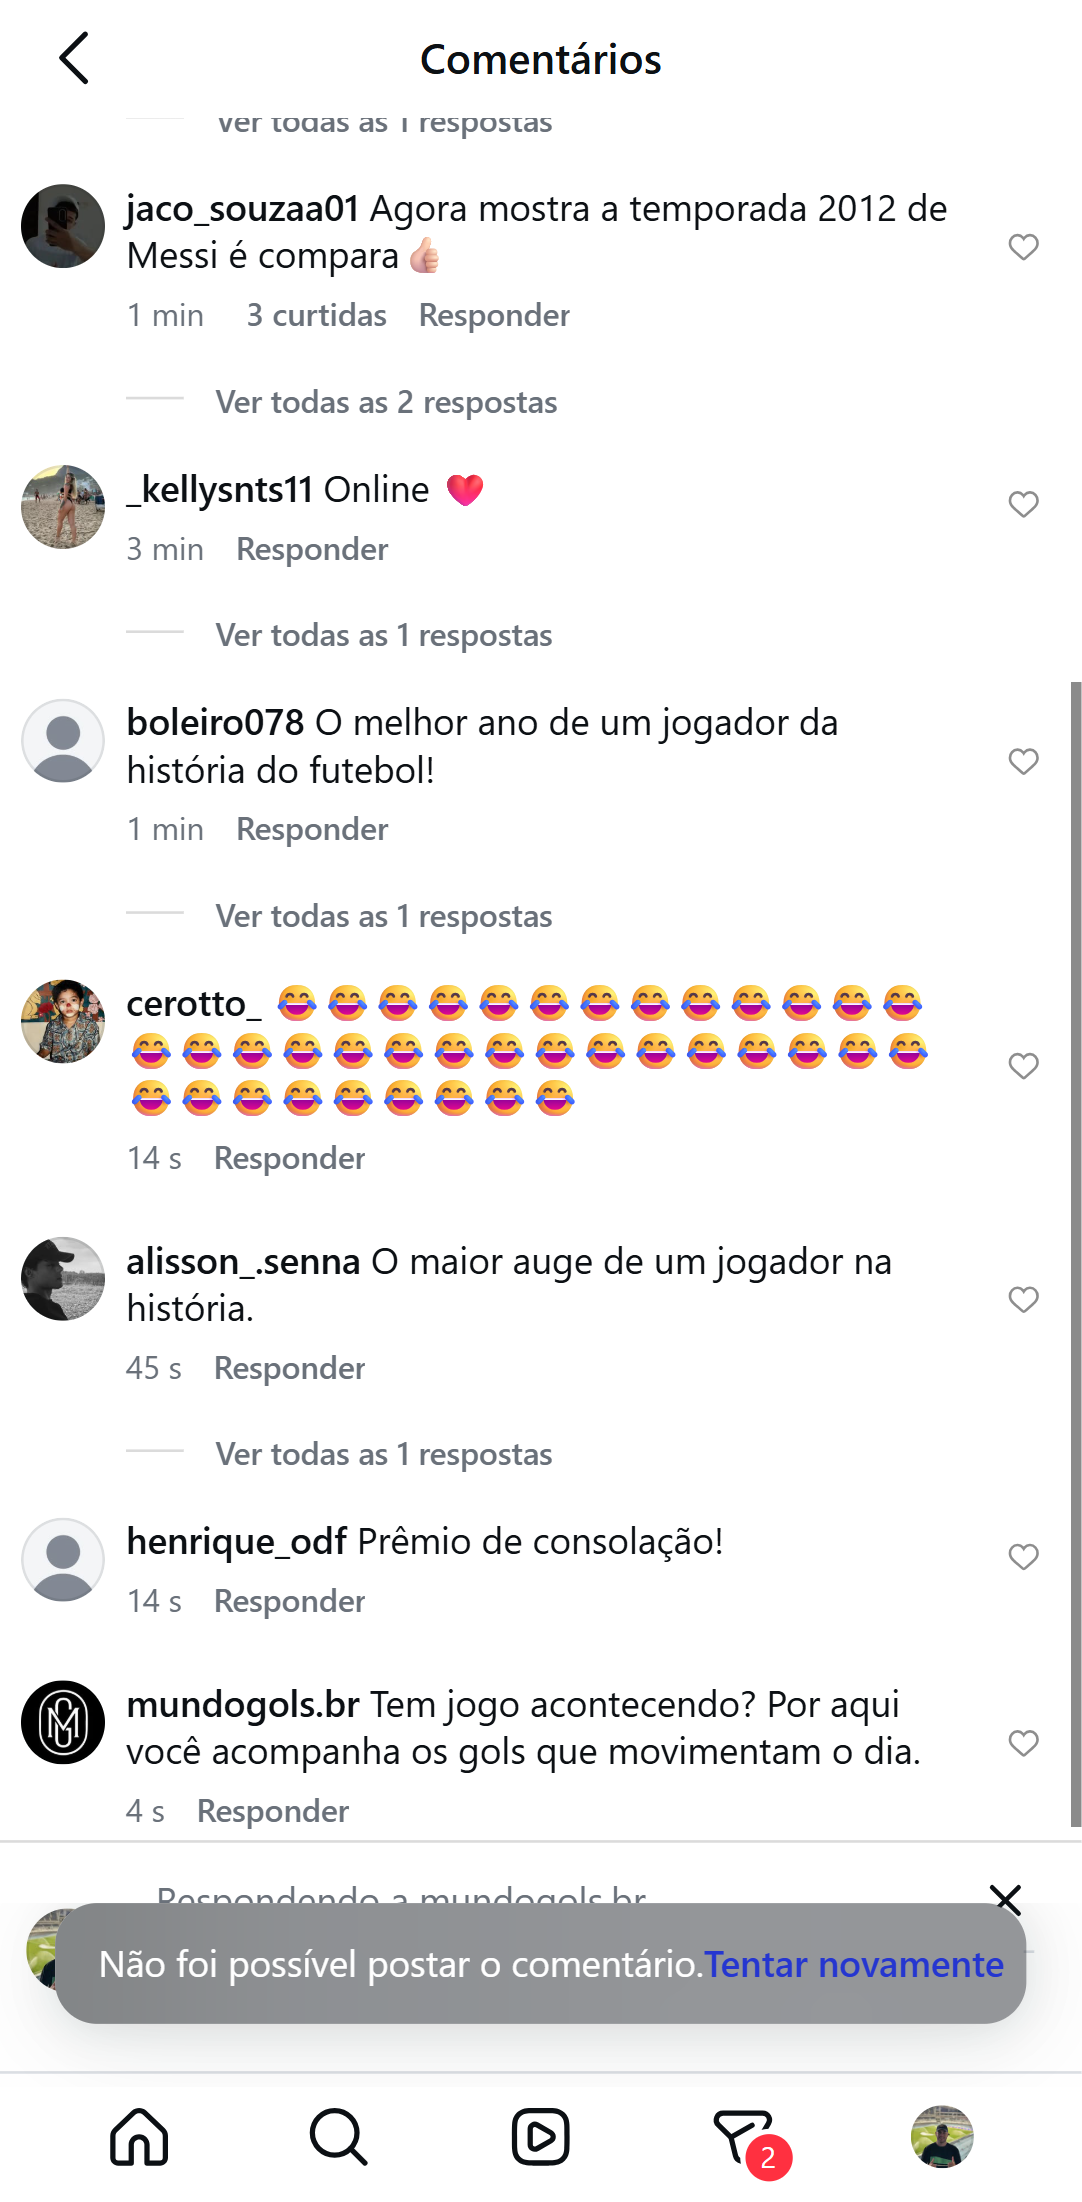 Comentários
Ver todas as 1 respostas
jaco_souzaa01 Agora mostra a temporada 2012 de
Messi é compara👍🏻
1 min 3 curtidas Responder
Ver todas as 2 respostas
_kellysnts11 Online ❤️
3 min Responder
Ver todas as 1 respostas
boleiro078 O melhor ano de um jogador da
história do futebol!
1 min Responder
Ver todas as 1 respostas
cerotto_ 😂😂😂😂😂😂😂😂😂😂😂😂😂
😂😂😂😂😂😂😂😂😂😂😂😂😂😂😂😂
😂😂😂😂😂😂😂😂😂
14 s Responder
alisson_.senna O maior auge de um jogador na
história.
45 s Responder
Ver todas as 1 respostas
henrique_odf Prêmio de consolação!
14 s Responder
mundogols.br Tem jogo acontecendo? Por aqui
você acompanha os gols que movimentam o dia.
4 s Responder
Respondendo a mundogols.br
Não foi possível postar o comentário.Tentar novamente
2